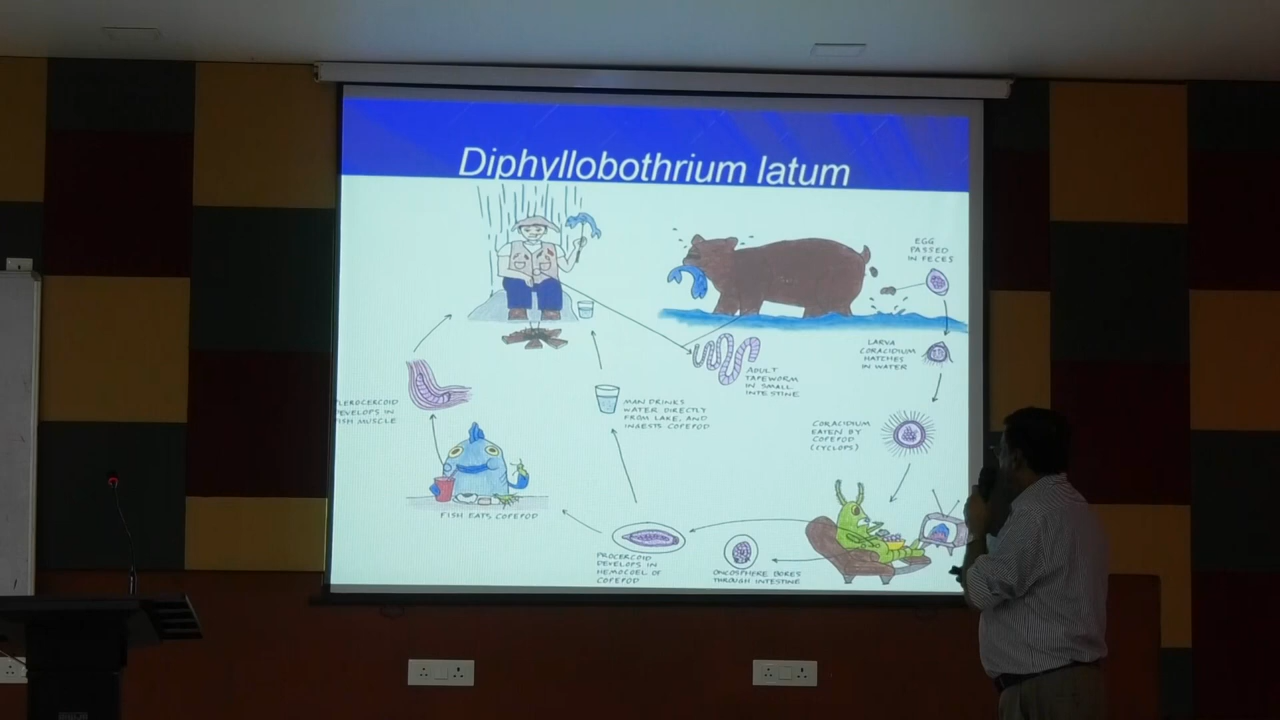 Diphyllobothrium latum
EGG
PASSED
IN FECES
LARVA
CORACIDIUM
HATCHES
IN WATER
ADULT
TAPEWORM
IN SMALL
INTESTINE
MAN DRINKS
WATER DIRECTLY
FROM LAKE, AND
INGESTS COPEPOD
CORACIDIUM
EATEN BY
COPEPOD
(CYCLOPS)
PLEROCERCOID
DEVELOPS IN
FISH MUSCLE
FISH EATS COPEPOD
PROCERCOID
DEVELOPS IN
HEMOCOEL OF
COPEPOD
ONCOSPHERE BORES
THROUGH INTESTINE